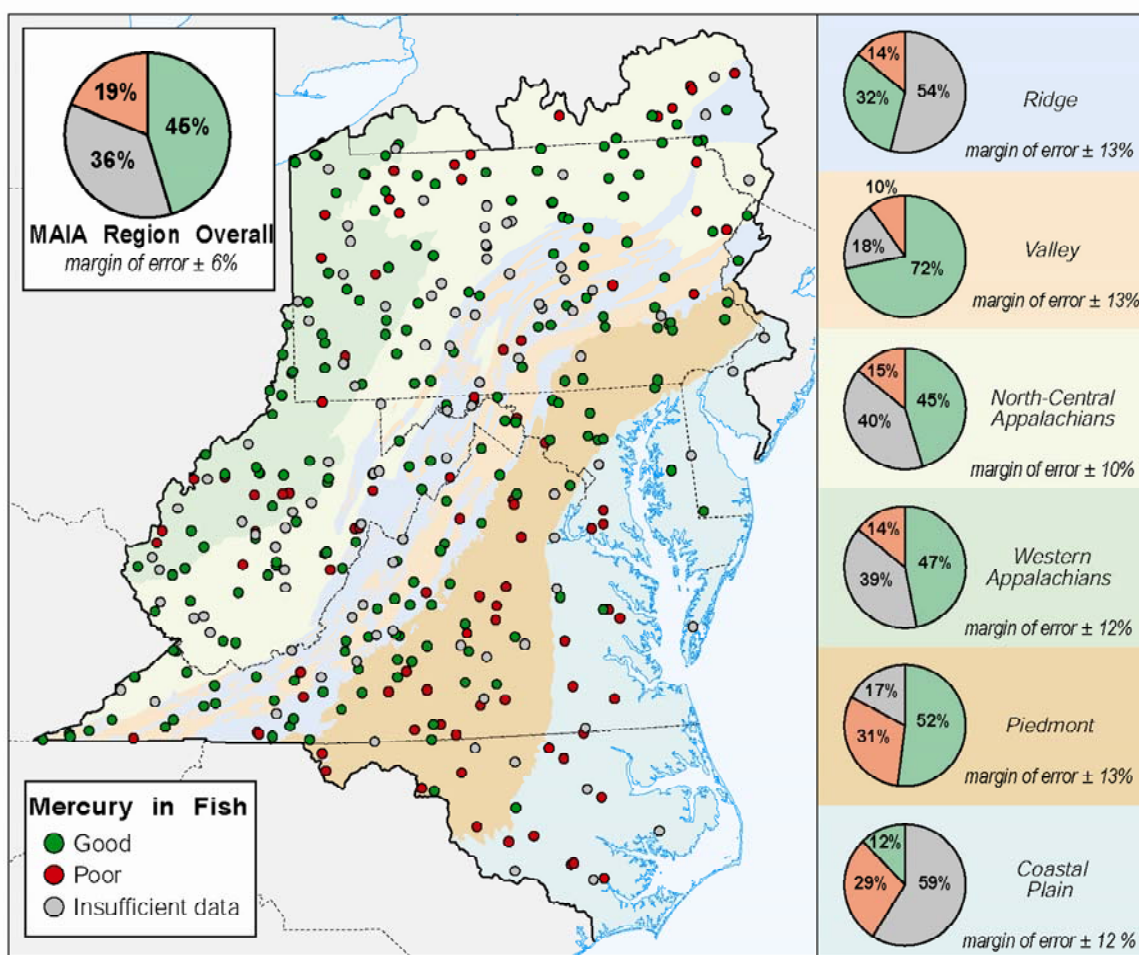 19%
46%
36%
MAIA Region Overall
margin of error ± 6%
Mercury in Fish
Good
Poor
Insufficient data
14%
32%
54%
Ridge
margin of error ± 13%
10%
18%
72%
Valley
margin of error ± 13%
15%
45%
40%
North-Central
Appalachians
margin of error ± 10%
14%
47%
39%
Western
Appalachians
margin of error ± 12%
17%
52%
31%
Piedmont
margin of error ± 13%
12%
29%
59%
Coastal
Plain
margin of error ± 12 %